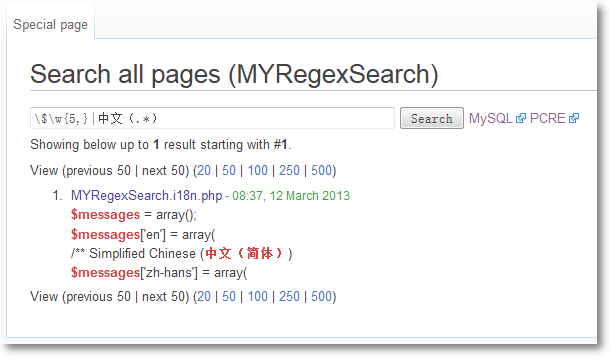 Special page
Search all pages (MYRegexSearch)
\$\w{5,}|中文（.*） Search MySQL PCRE
Showing below up to 1 result starting with #1.
View (previous 50 | next 50) (20 | 50 | 100 | 250 | 500)
1. MYRegexSearch.i18n.php - 08:37, 12 March 2013
$messages = array();
$messages['en'] = array(
/** Simplified Chinese (中文（简体）)
$messages['zh-hans'] = array(
View (previous 50 | next 50) (20 | 50 | 100 | 250 | 500)